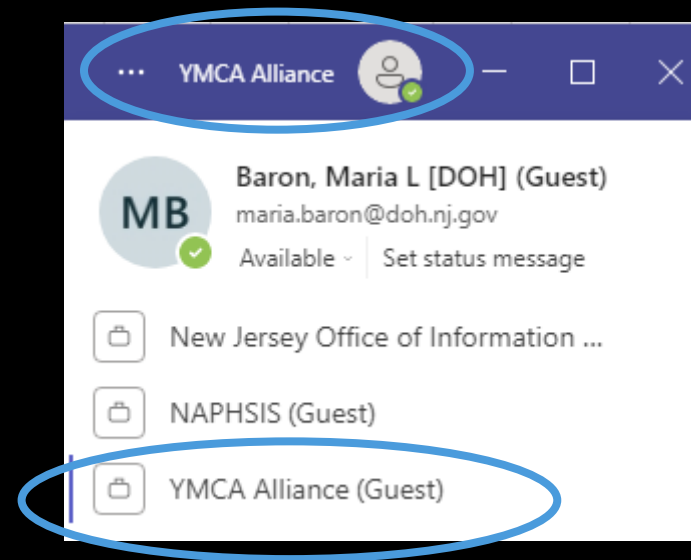 ... YMCA Alliance
MB
Baron, Maria L [DOH] (Guest)
maria.baron@doh.nj.gov
Available Set status message
New Jersey Office of Information ...
NAPHSIS (Guest)
YMCA Alliance (Guest)